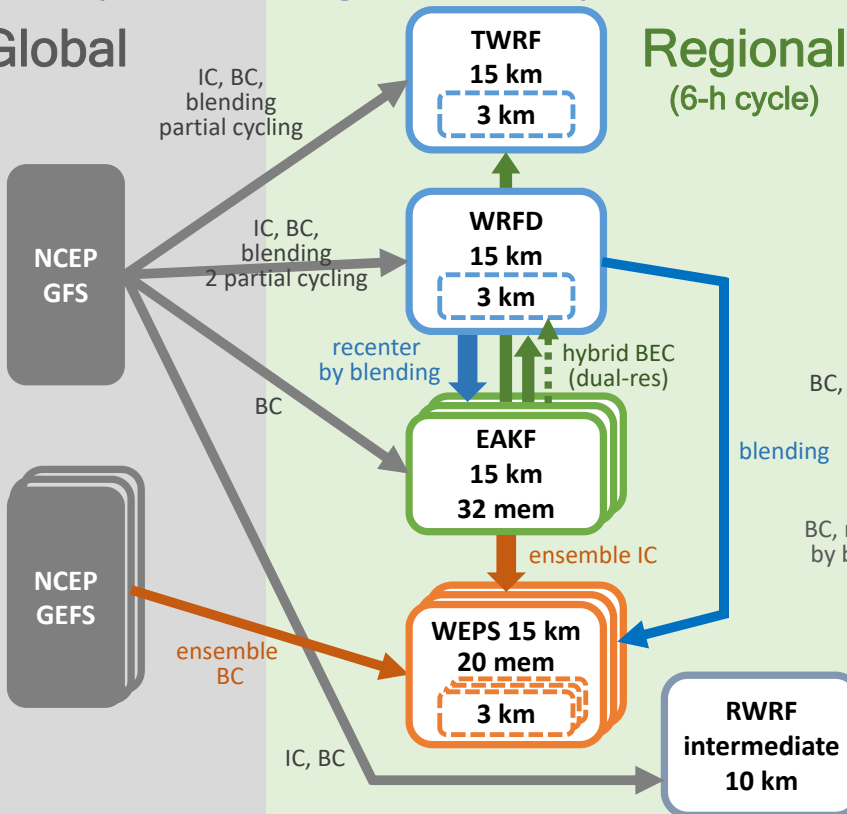 Global
Regional
(6-h cycle)
TWRF
15 km
3 km
IC, BC,
blending
partial cycling
NCEP
GFS
IC, BC,
blending
2 partial cycling
WRFD
15 km
3 km
recenter
by blending
hybrid BEC
(dual-res)
BC
BC,
EAKF
15 km
32 mem
blending
ensemble IC
BC,
by
NCEP
GEFS
ensemble
BC
WEPS 15 km
20 mem
3 km
IC, BC
RWRF
intermediate
10 km